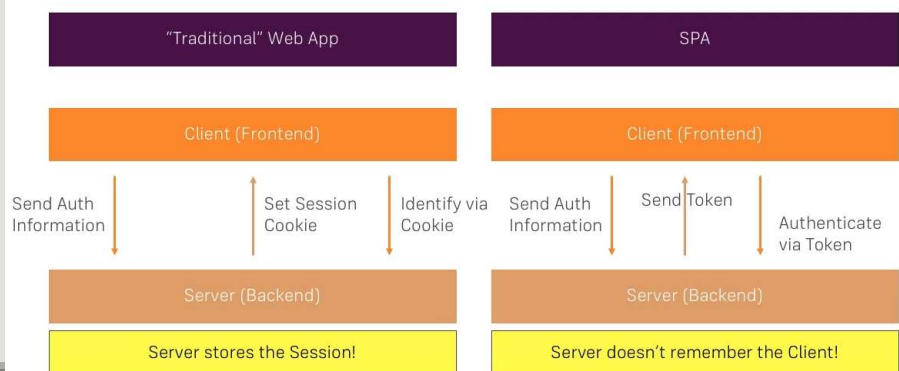 “Traditional” Web App
SPA
Client (Frontend)
Client (Frontend)
Send Auth
Information
Set Session
Cookie
Identify via
Cookie
Send Auth
Information
Send Token
Authenticate
via Token
Server (Backend)
Server (Backend)
Server stores the Session!
Server doesn’t remember the Client!